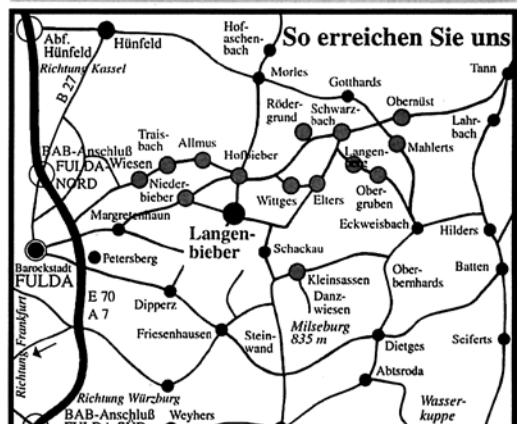 Hof-
aschen-
bach
So erreichen Sie uns
Abf.
Hünfeld
Hünfeld
Richtung Kassel
B 27
Morles
Gotthards
Tann
Röder-
grund
Schwarz-
bach
Obernüst
Lahr-
bach
BAB-Anschluß
FULDA-
NORD
Trais-
bach
Allmus
Wiesen
Hofbieber
Langen-
berg
Mahlerts
Nieder-
bieber
Wittges
Elters
Ober-
gruben
Margretenhaun
Langen-
bieber
Eckweisbach
Hilders
Schackau
Petersberg
Barockstadt
FULDA
Kleinsassen
Danz-
wiesen
Ober-
bernhards
Batten
E 70
A 7
Dipperz
Milseburg
835 m
Friesenhausen
Stein-
wand
Dietges
Seiferts
Richtung Frankfurt
Abtsroda
Richtung Würzburg
Wasser-
kuppe
BAB-Anschluß
FULDA-SÜD
Weyhers